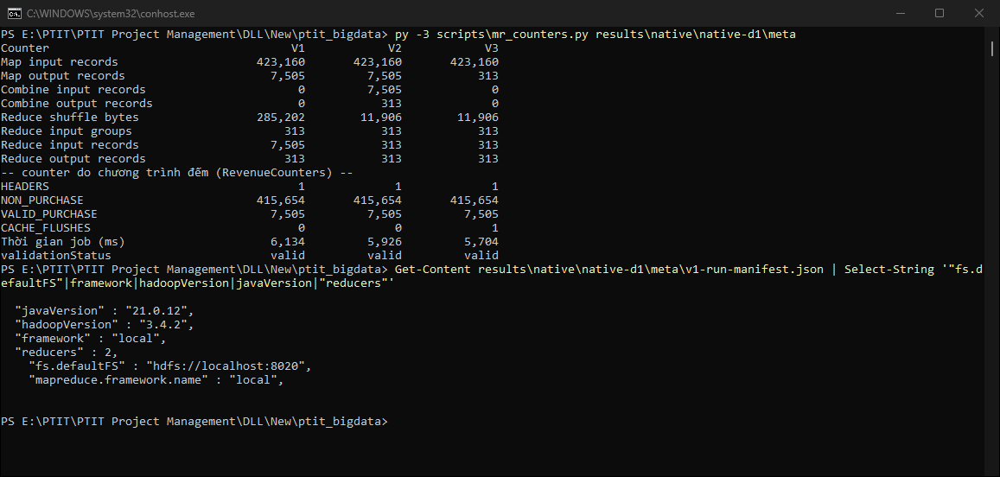 C:\WINDOWS\system32\conhost.exe
PS E:\PTIT\PTIT Project Management\DLL\New\ptit_bigdata> py -3 scripts\mr_counters.py results\native\native-d1\meta
Counter V1 V2 V3
Map input records 423,160 423,160 423,160
Map output records 7,505 7,505 313
Combine input records 0 7,505 0
Combine output records 0 313 0
Reduce shuffle bytes 285,202 11,906 11,906
Reduce input groups 313 313 313
Reduce input records 7,505 313 313
Reduce output records 313 313 313
-- counter do chương trình đếm (RevenueCounters) --
HEADERS 1 1 1
NON_PURCHASE 415,654 415,654 415,654
VALID_PURCHASE 7,505 7,505 7,505
CACHE_FLUSHES 0 0 1
Thời gian job (ms) 6,134 5,926 5,704
validationStatus valid valid valid
PS E:\PTIT\PTIT Project Management\DLL\New\ptit_bigdata> Get-Content results\native\native-d1\meta\v1-run-manifest.json | Select-String '"fs.d
efaultFS"|framework|hadoopVersion|javaVersion|"reducers"'
"javaVersion" : "21.0.12",
"hadoopVersion" : "3.4.2",
"framework" : "local",
"reducers" : 2,
"fs.defaultFS" : "hdfs://localhost:8020",
"mapreduce.framework.name" : "local",
PS E:\PTIT\PTIT Project Management\DLL\New\ptit_bigdata>